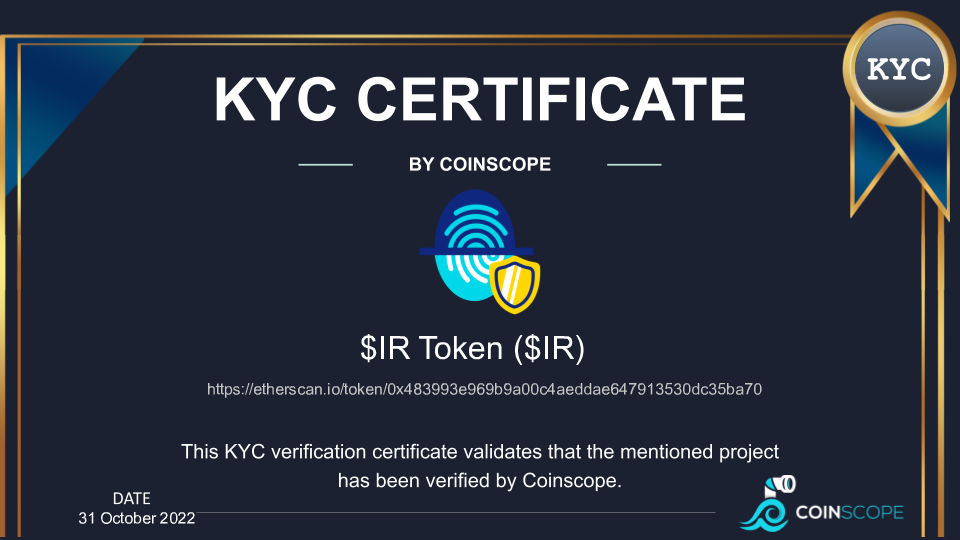 KYC
KYC CERTIFICATE
BY COINSCOPE
$IR Token ($IR)
https://etherscan.io/token/0x483993e969b9a00c4aeddae647913530dc35ba70
This KYC verification certificate validates that the mentioned project
has been verified by Coinscope.
DATE
31 October 2022
COINSCOPE